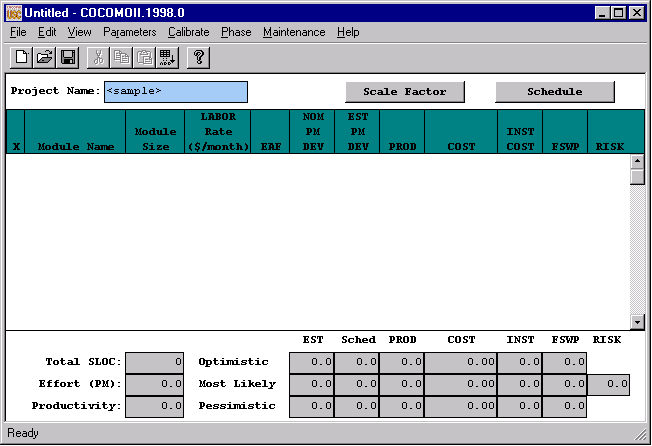 Untitled - COCOMOII.1998.0
File Edit View Parameters Calibrate Phase Maintenance Help
Project Name: <sample> Scale Factor Schedule
LABOR NOM EST
Module Rate PM PM INST
X Module Name Size ($/month) EAF DEV DEV PROD COST COST FSWP RISK
EST Sched PROD COST INST FSWP RISK
Total SLOC: 0 Optimistic 0.0 0.0 0.0 0.00 0.0 0.0
Effort (PM): 0.0 Most Likely 0.0 0.0 0.0 0.00 0.0 0.0 0.0
Productivity: 0.0 Pessimistic 0.0 0.0 0.0 0.00 0.0 0.0
Ready